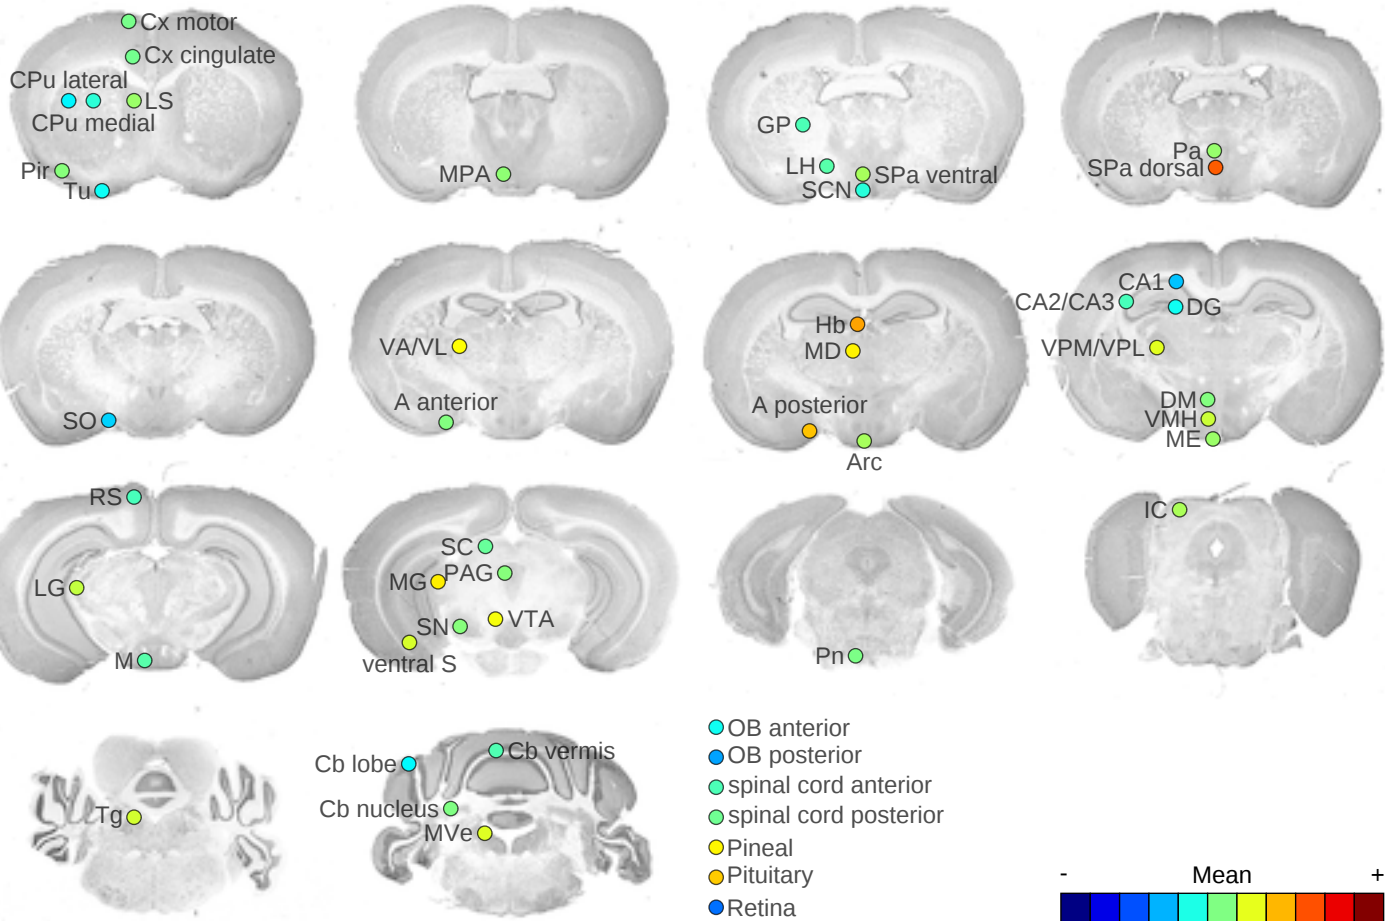 Cx motor
Cx cingulate
CPu lateral
LS
CPu medial
Pir
Tu
MPA
GP
LH
SPa ventral
SCN
Pa
SPa dorsal
SO
VA/VL
A anterior
Hb
MD
A posterior
Arc
CA1
CA2/CA3
DG
VPM/VPL
DM
VMH
ME
RS
LG
M
SC
PAG
MG
VTA
SN
ventral S
Pn
IC
Tg
Cb vermis
Cb lobe
Cb nucleus
MVe
OB anterior
OB posterior
spinal cord anterior
spinal cord posterior
Pineal
Pituitary
Retina
- Mean +